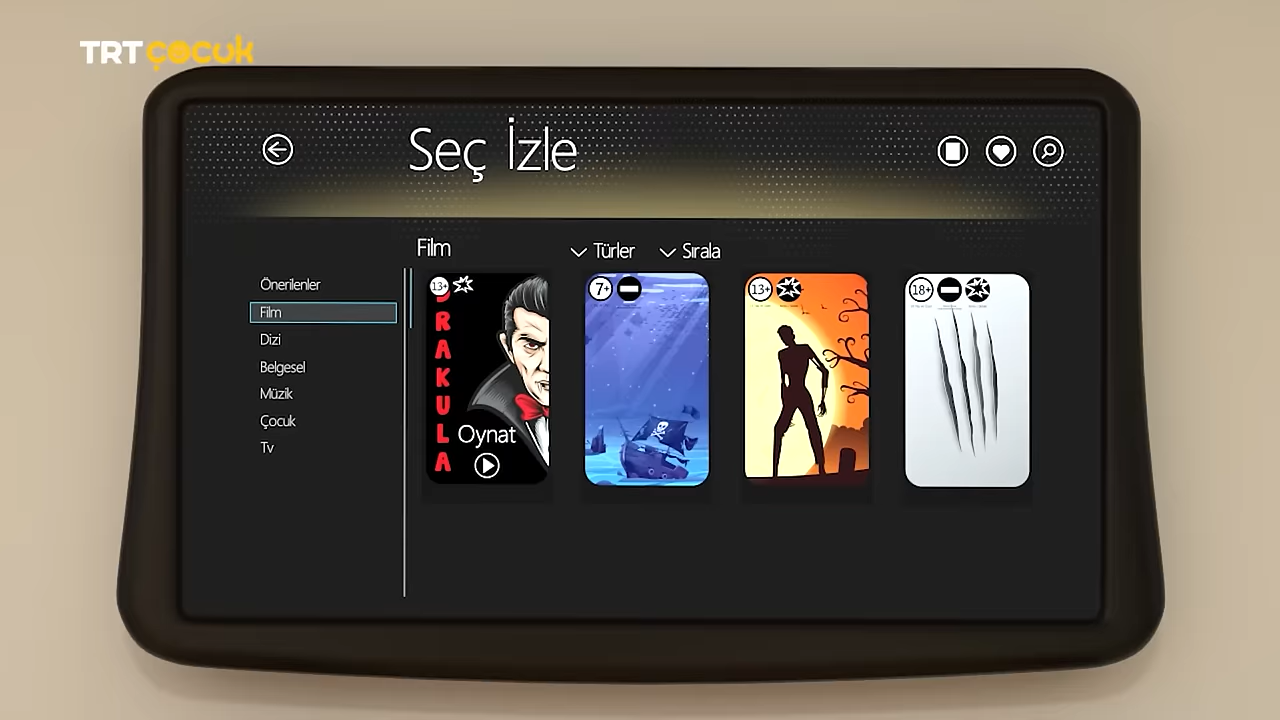 TRT çocuk
Seç İzle
Film
Türler
Sırala
Önerilenler
Film
Dizi
Belgesel
Müzik
Çocuk
Tv
13+
DRAKULA
Oynat
7+
13+
18+